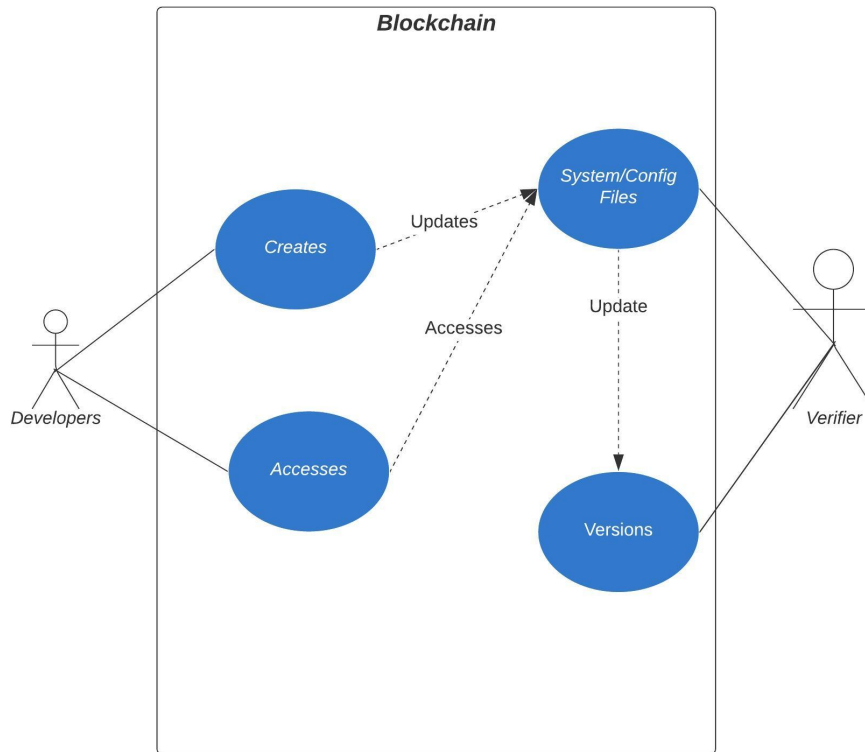 Blockchain
System/Config
Files
Updates
Creates
Update
Accesses
Developers
Verifier
Accesses
Versions